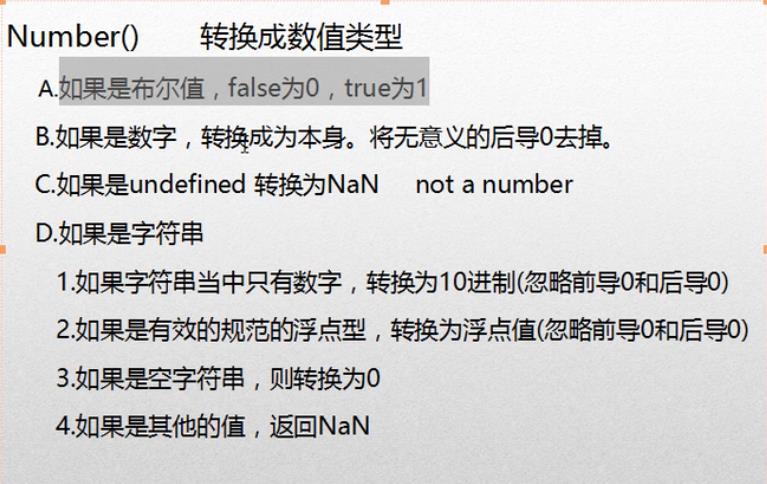 Number() 转换成数值类型
A.如果是布尔值，false为0，true为1
B.如果是数字，转换成为本身。将无意义的后导0去掉。
C.如果是undefined 转换为NaN not a number
D.如果是字符串
1.如果字符串当中只有数字，转换为10进制(忽略前导0和后导0)
2.如果是有效的规范的浮点型，转换为浮点值(忽略前导0和后导0)
3.如果是空字符串，则转换为0
4.如果是其他的值，返回NaN